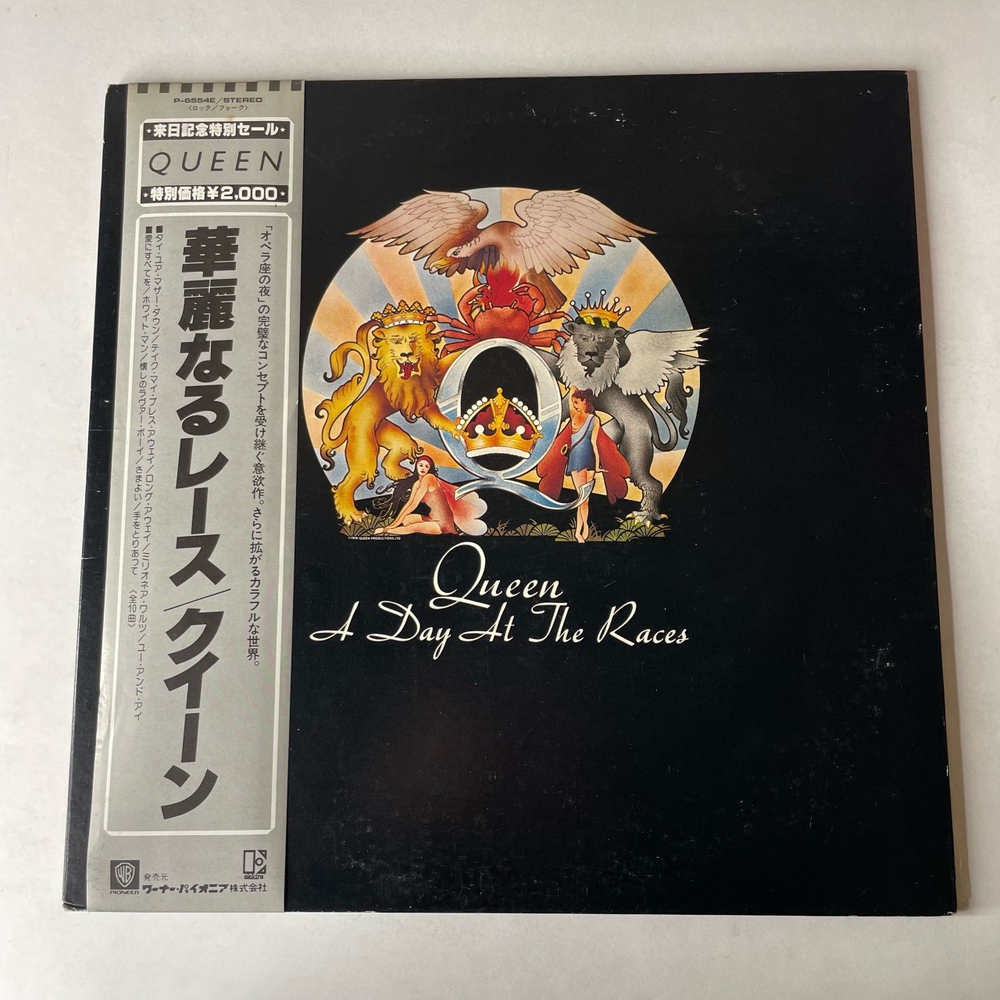 P-6554E/STEREO
〈ロック/フォーク〉
★来日記念特別セール★
QUEEN
★特別価格¥2,000★
「オペラ座の夜」の完璧なコンセプトを受け継ぐ意欲作。さらに拡がるカラフルな世界。
華麗なるレース/クイーン
■タイ・ユア・マザー・ダウン/テイク・マイ・ブレス・アウェイ/ロング・アウェイ/ミリオネア・ワルツ/ユー・アンド・アイ
■愛にすべてを/ホワイト・マン/懐しのラヴァー・ボーイ/さまよい/手をとりあって 〈全10曲〉
WB
PIONEER
発売元
ワーナー・パイオニア株式会社
elektra
Queen
A Day At The Races